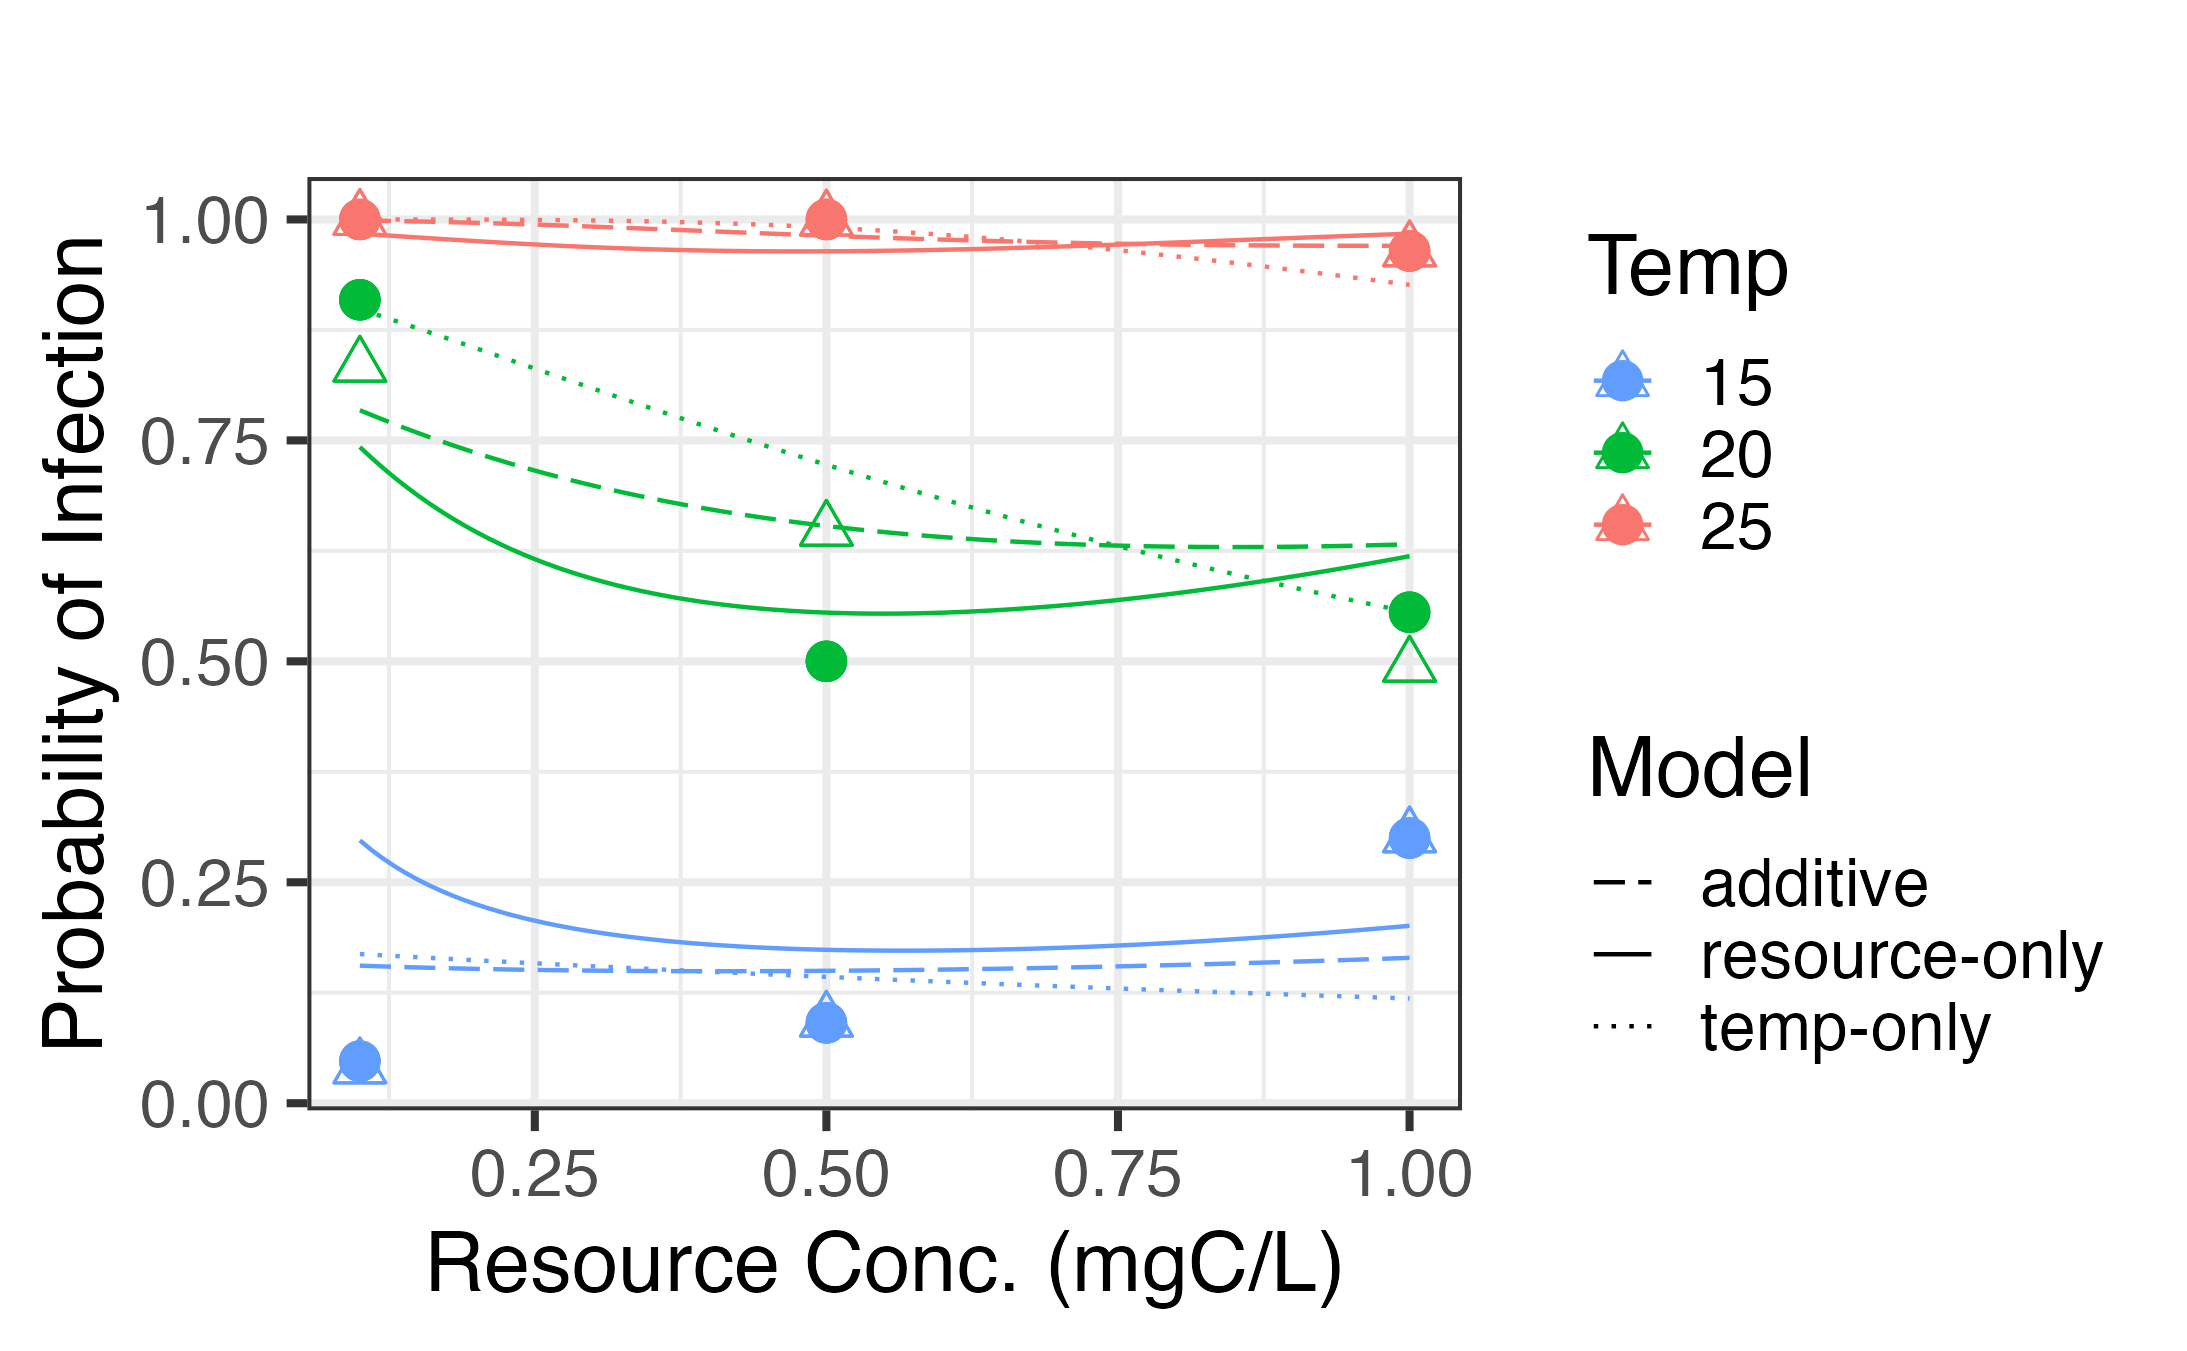 Probability of Infection
1.00
0.75
0.50
0.25
0.00
0.25
0.50
0.75
1.00
Resource Conc. (mgC/L)
Temp
15
20
25
Model
additive
resource-only
temp-only